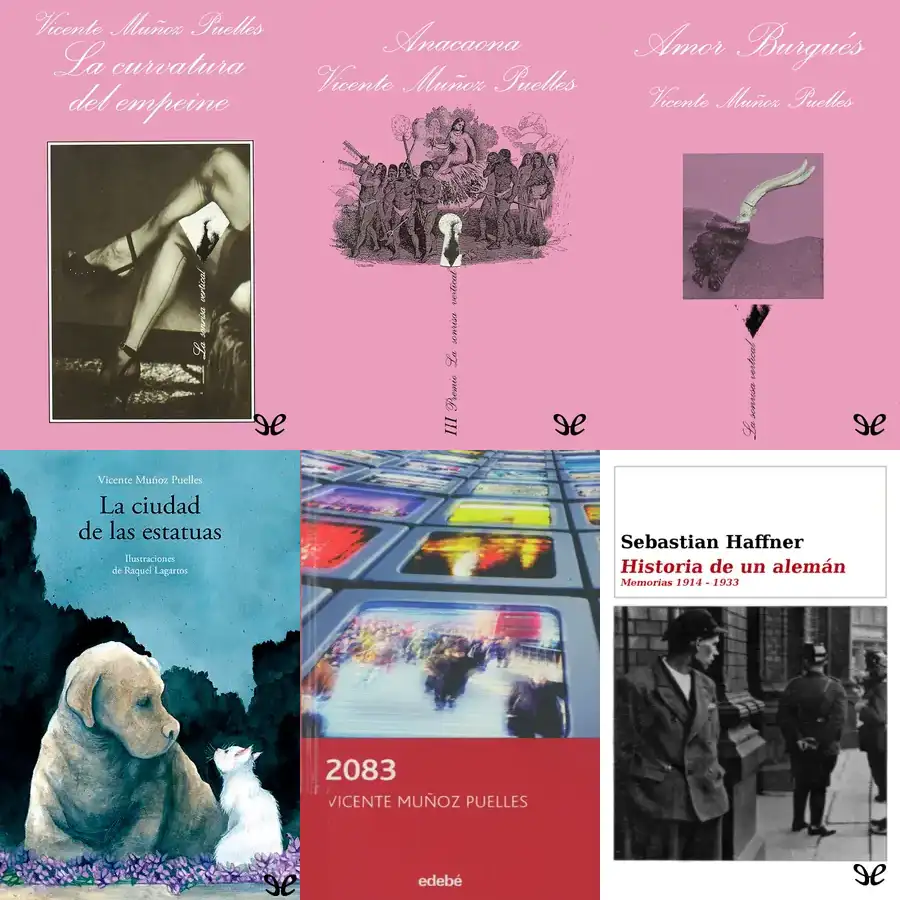 Vicente Muñoz Puelles
La curvatura
del empeine
La sonrisa vertical
Anacaona
Vicente Muñoz Puelles
III Premio La sonrisa vertical
Amor Burgués
Vicente Muñoz Puelles
La sonrisa vertical
Vicente Muñoz Puelles
La ciudad
de las estatuas
Ilustraciones
de Raquel Lagartos
2083
VICENTE MUÑOZ PUELLES
edebé
Sebastian Haffner
Historia de un alemán
Memorias 1914 - 1933